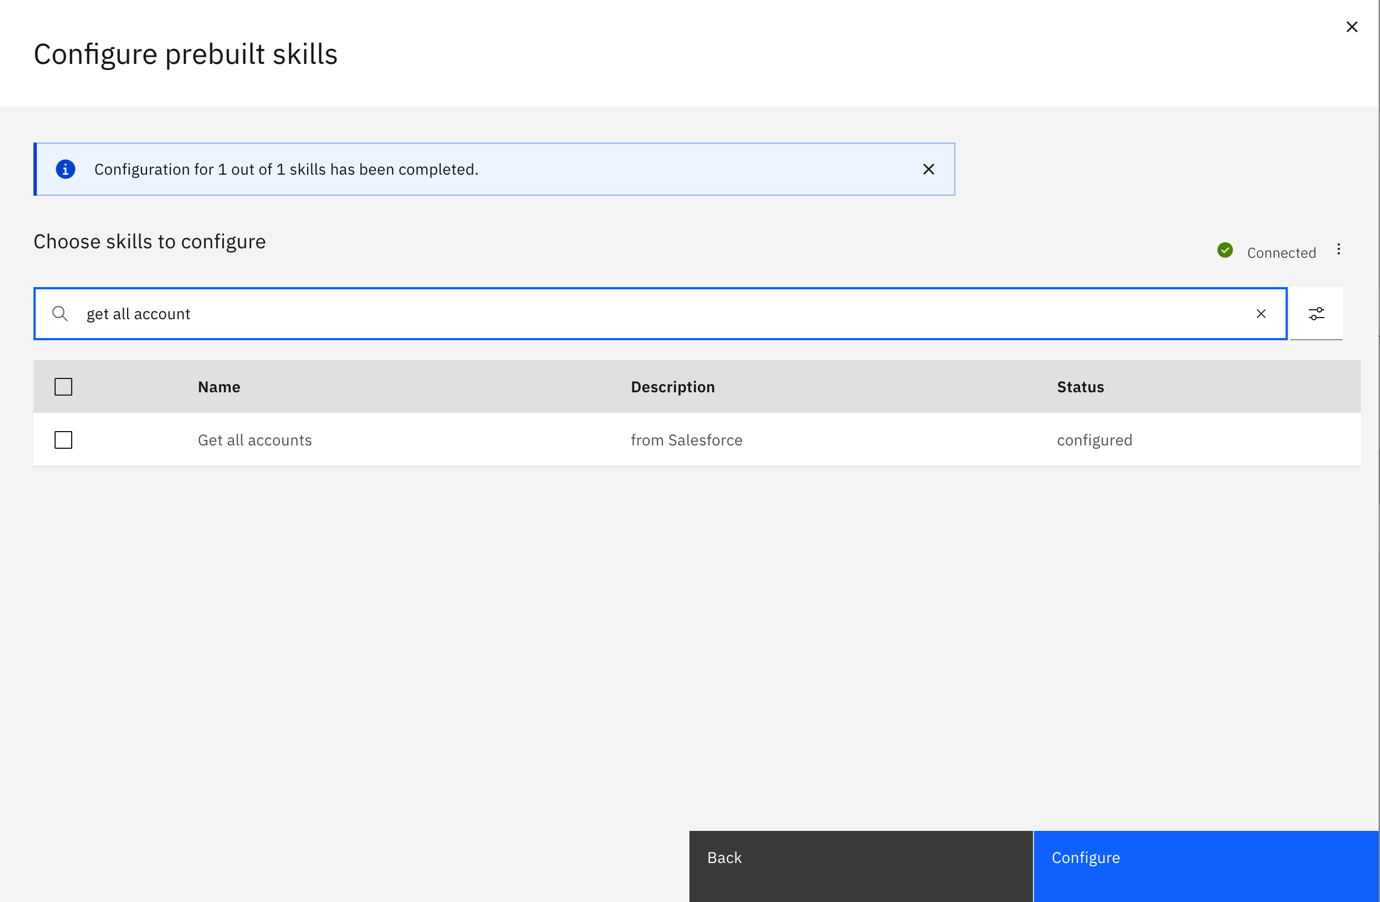 Configure prebuilt skills
Configuration for 1 out of 1 skills has been completed.
Choose skills to configure
Connected
get all account
Name Description Status
Get all accounts from Salesforce configured
Back Configure